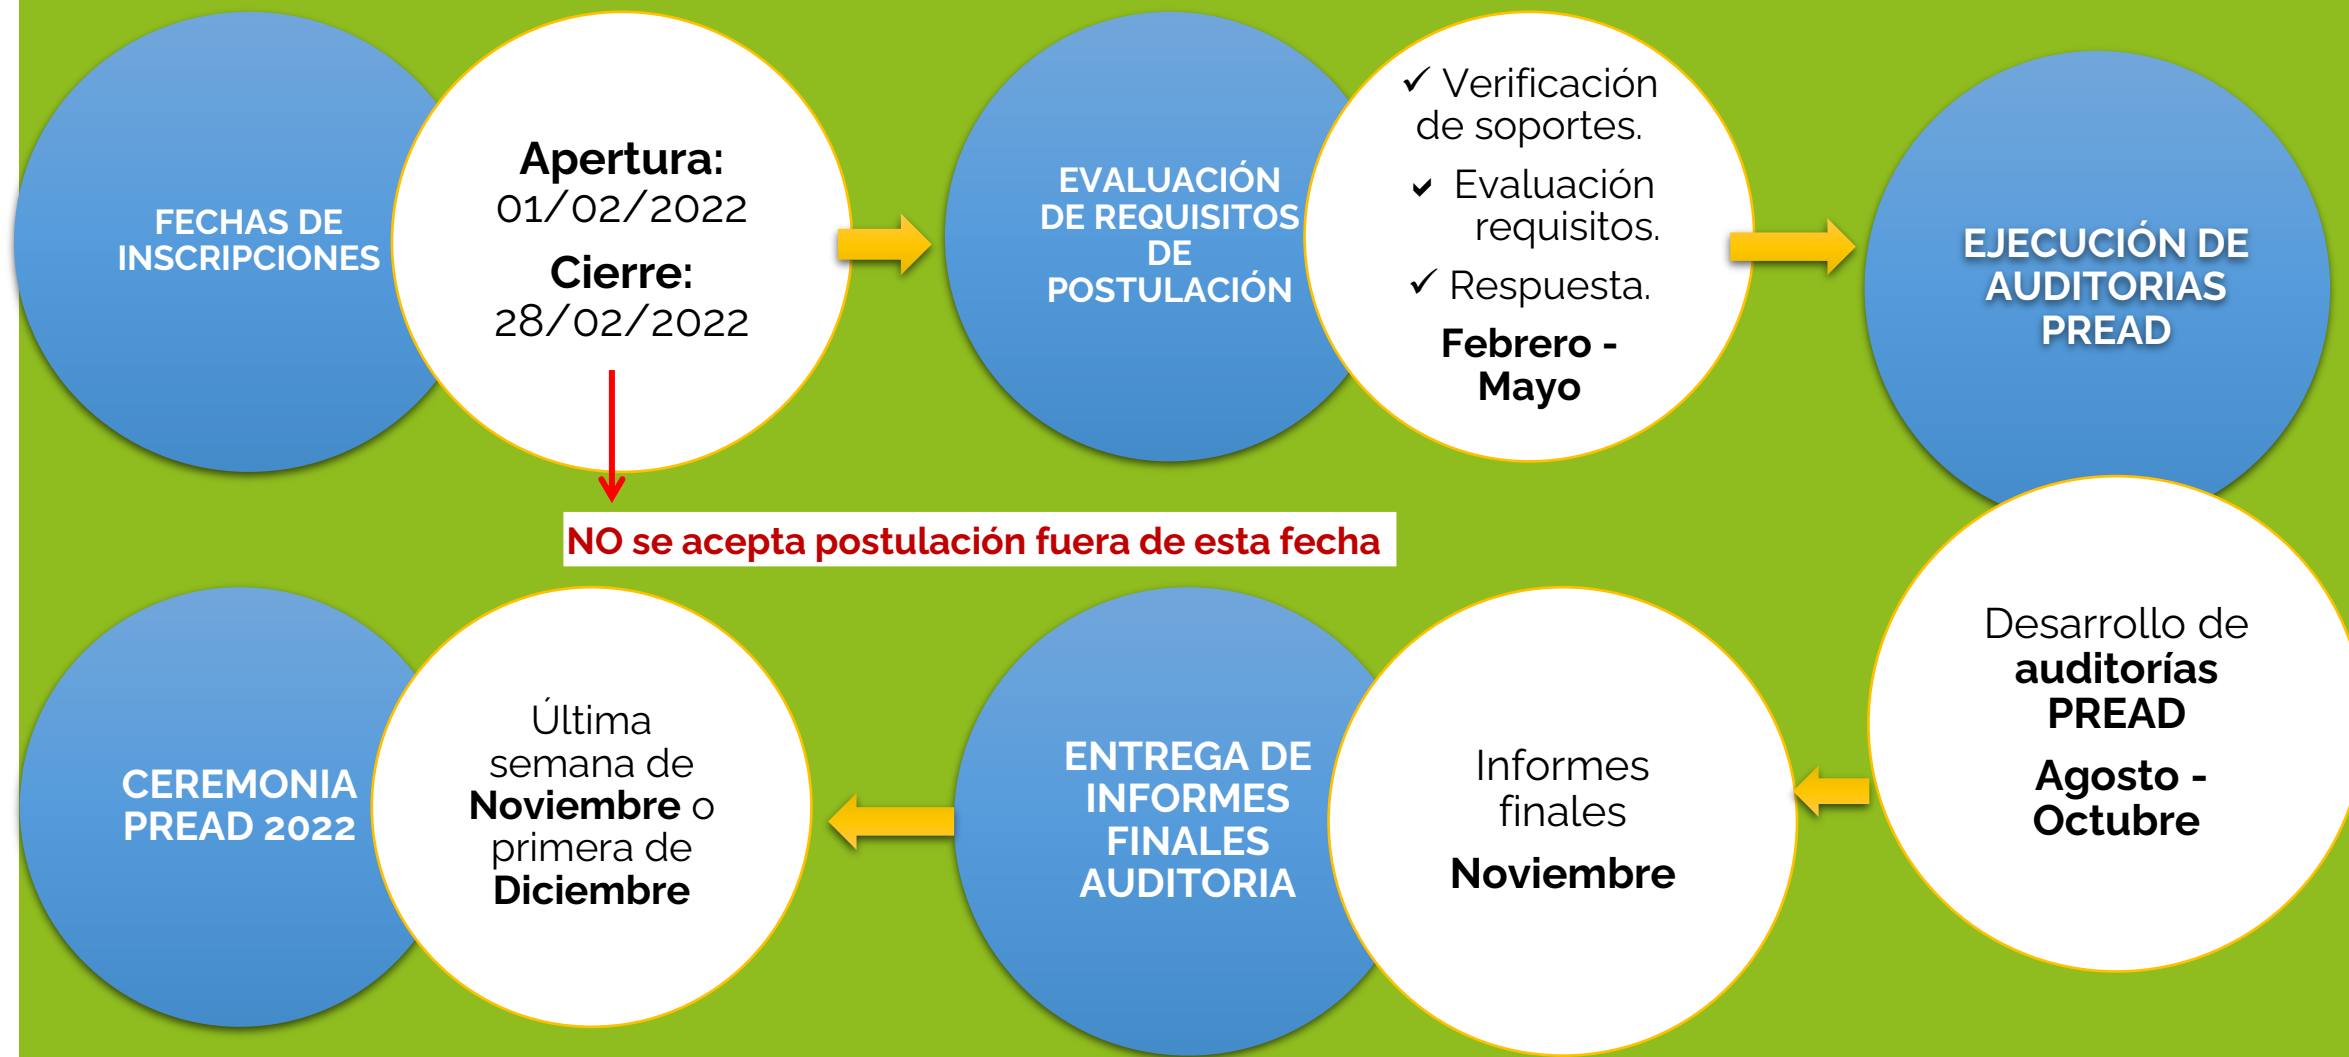 FECHAS DE
INSCRIPCIONES
Apertura:
01/02/2022
Cierre:
28/02/2022
NO se acepta postulación fuera de esta fecha
EVALUACIÓN
DE REQUISITOS
DE
POSTULACIÓN
✓ Verificación
de soportes.
✓ Evaluación
requisitos.
✓ Respuesta.
Febrero -
Mayo
EJECUCIÓN DE
AUDITORIAS
PREAD
Desarrollo de
auditorías
PREAD
Agosto -
Octubre
ENTREGA DE
INFORMES
FINALES
AUDITORIA
Informes
finales
Noviembre
CEREMONIA
PREAD 2022
Última
semana de
Noviembre o
primera de
Diciembre